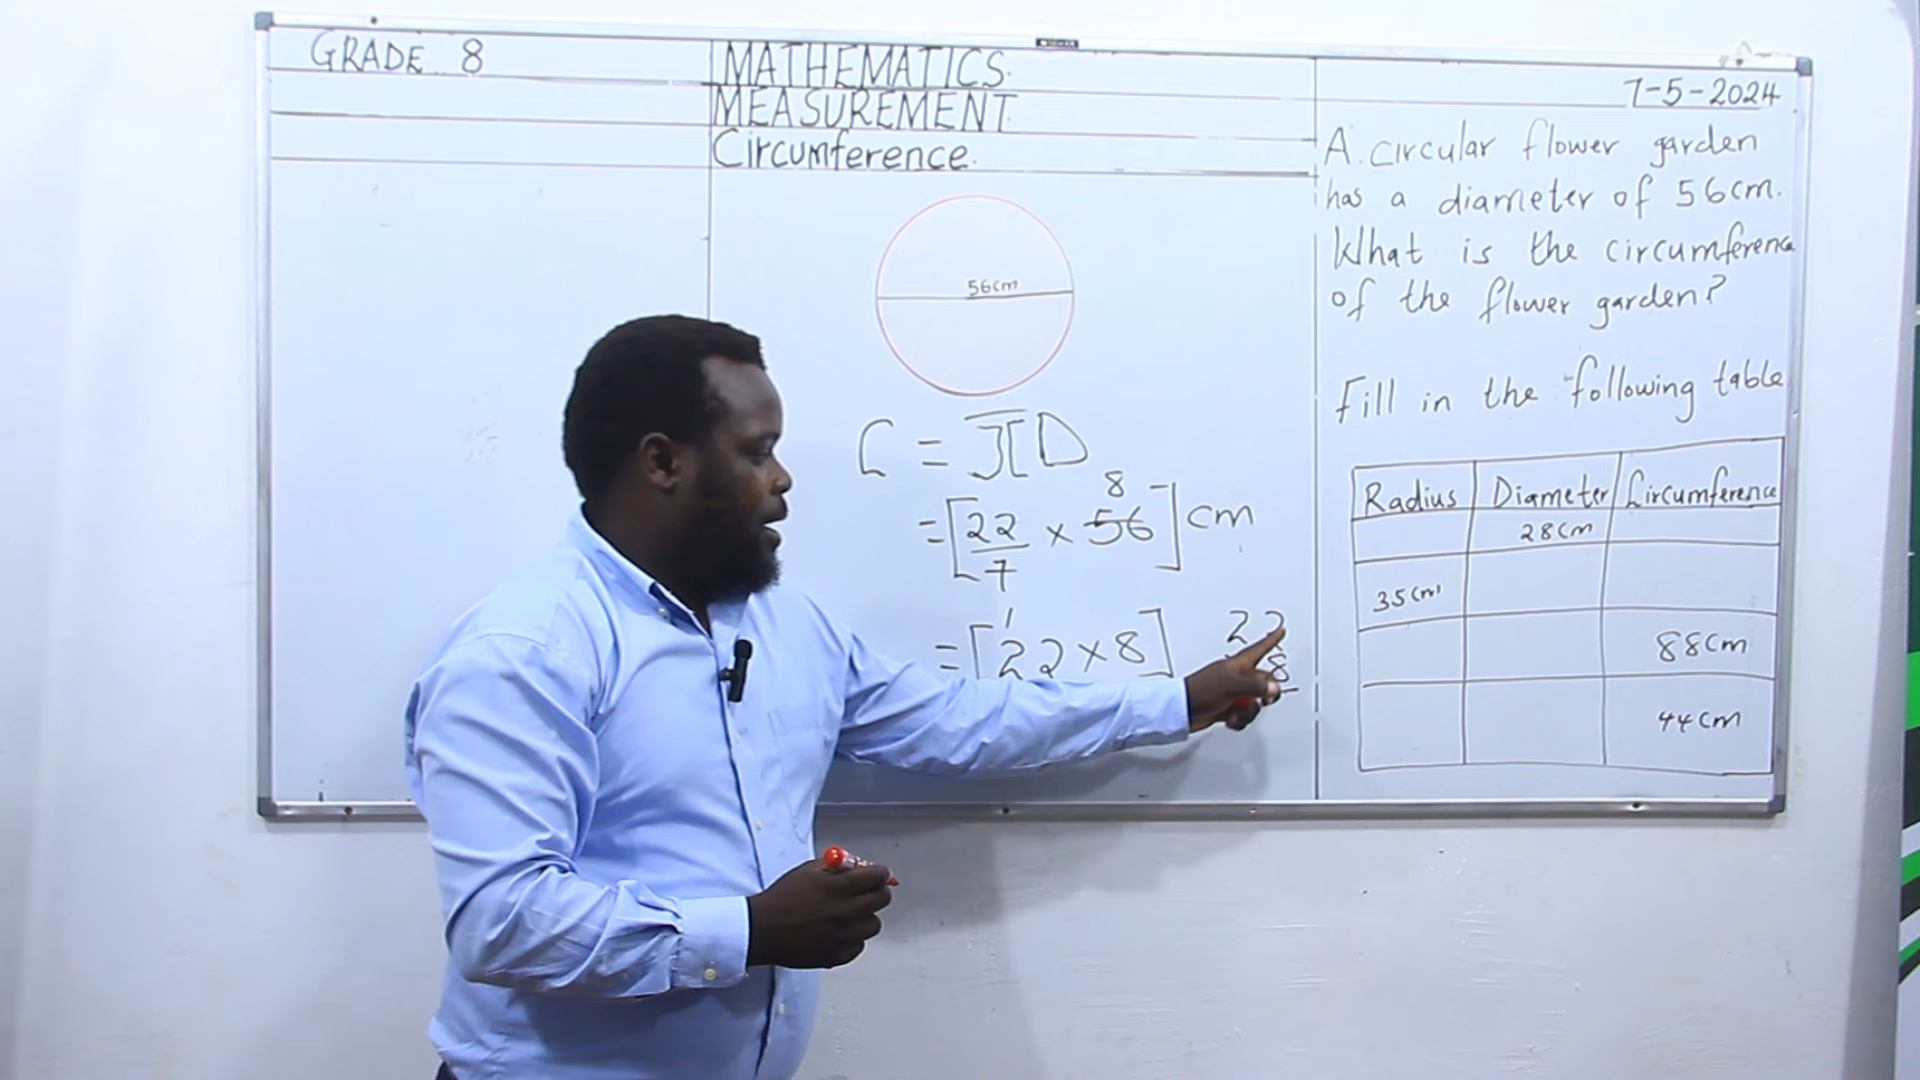 GRADE 8
MATHEMATICS
MEASUREMENT
Circumference.
7-5-2024
56cm
C = πD
8
= [22/7 × 56] cm
1
= [22 × 8]
22
8
A circular flower garden
has a diameter of 56cm.
What is the circumference
of the flower garden?
Fill in the following table
Radius Diameter Circumference
28cm
35cm
88cm
44cm